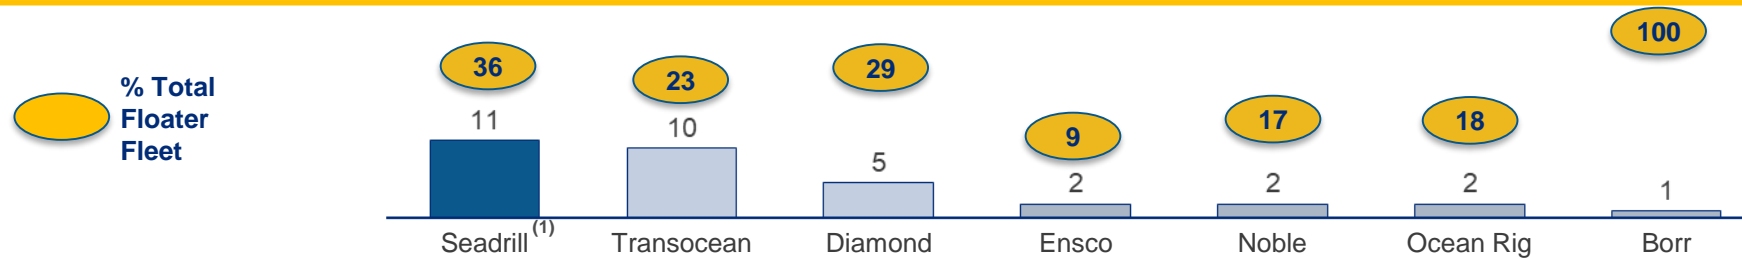 % Total
Floater
Fleet
36 23 29 9 17 18 100
11 10 5 2 2 2 1
Seadrill (1) Transocean Diamond Ensco Noble Ocean Rig Borr